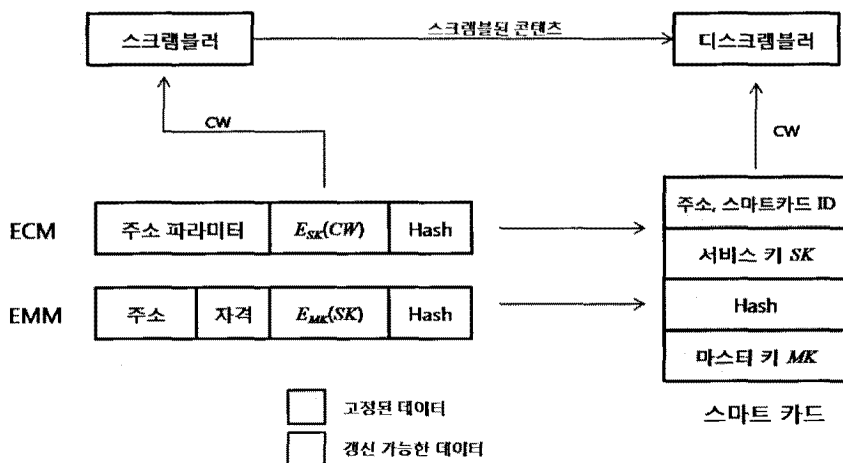 스크램블러
스크램블된 콘텐츠
디스크램블러
CW
CW
ECM
주소 파라미터
E_SK(CW)
Hash
주소, 스마트카드 ID
서비스 키 SK
EMM
주소
자격
E_MK(SK)
Hash
Hash
마스터 키 MK
고정된 데이터
갱신 가능한 데이터
스마트 카드